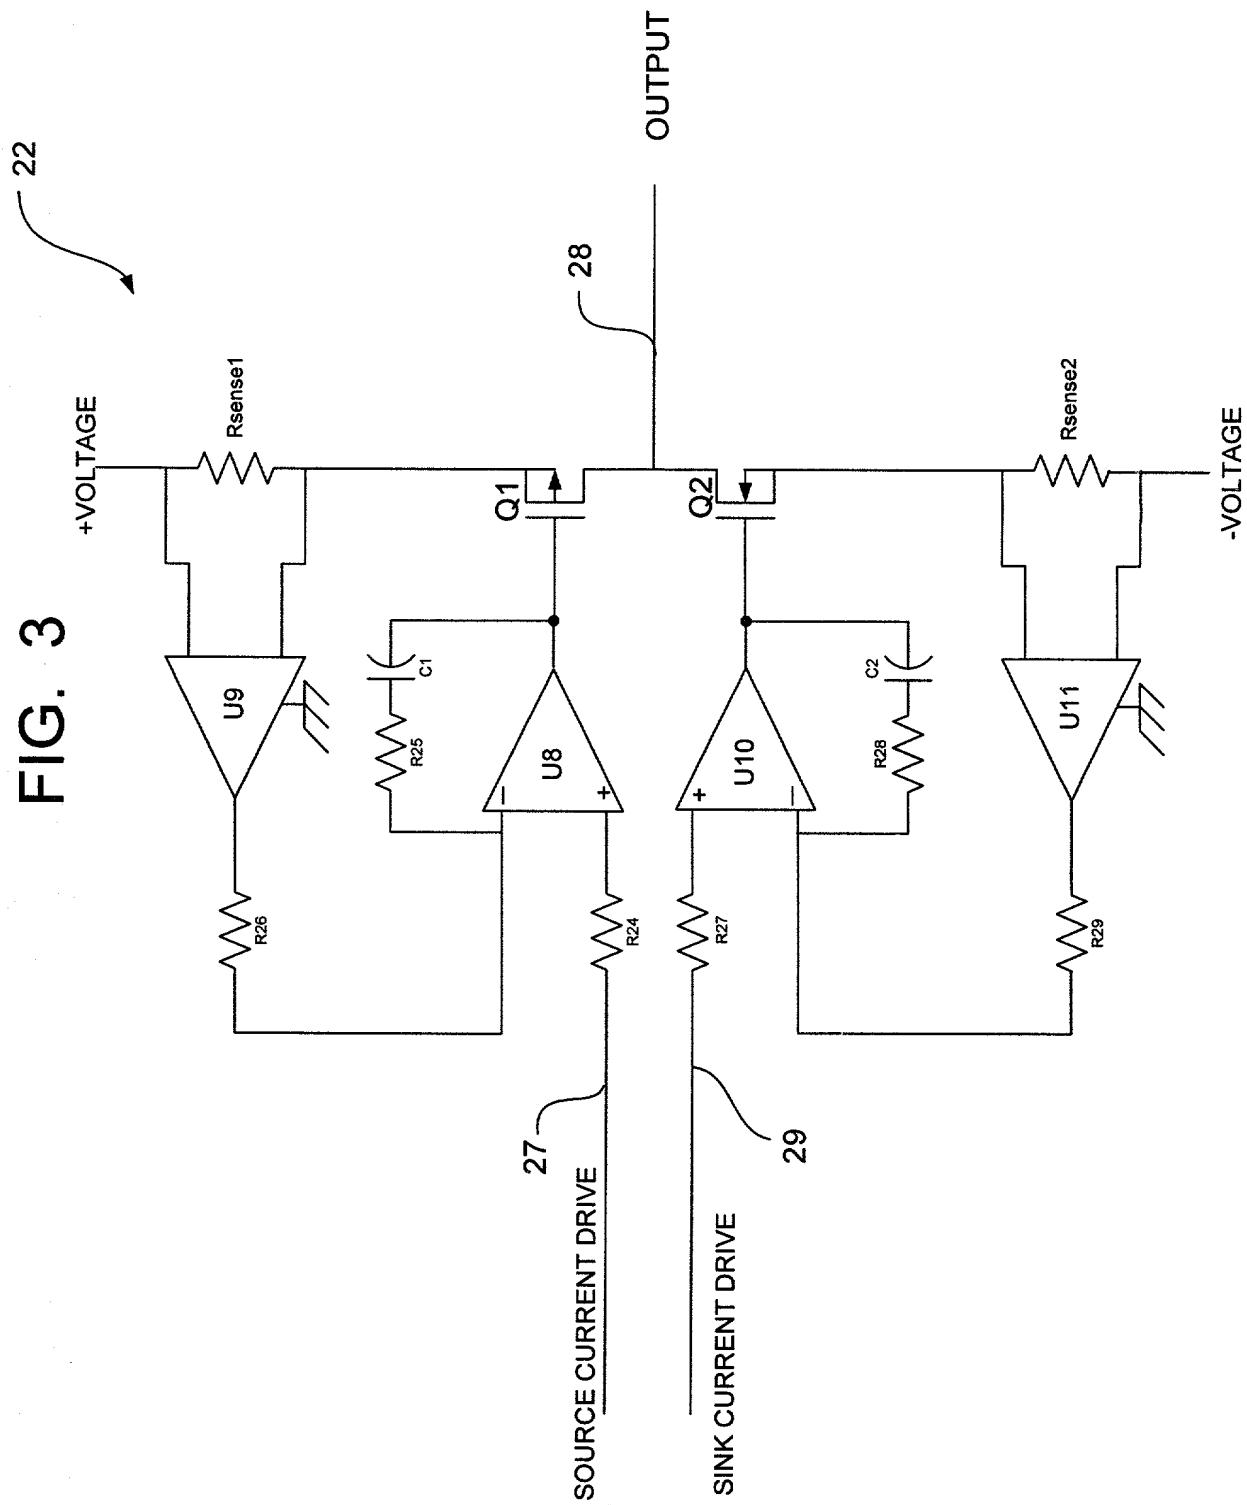 FIG. 3
22
+VOLTAGE
Rsense1
U9
R26
R25
C1
Q1
U8
−
+
R24
27
SOURCE CURRENT DRIVE
28
OUTPUT
SINK CURRENT DRIVE
29
R27
+
−
U10
Q2
C2
R28
U11
R29
Rsense2
-VOLTAGE